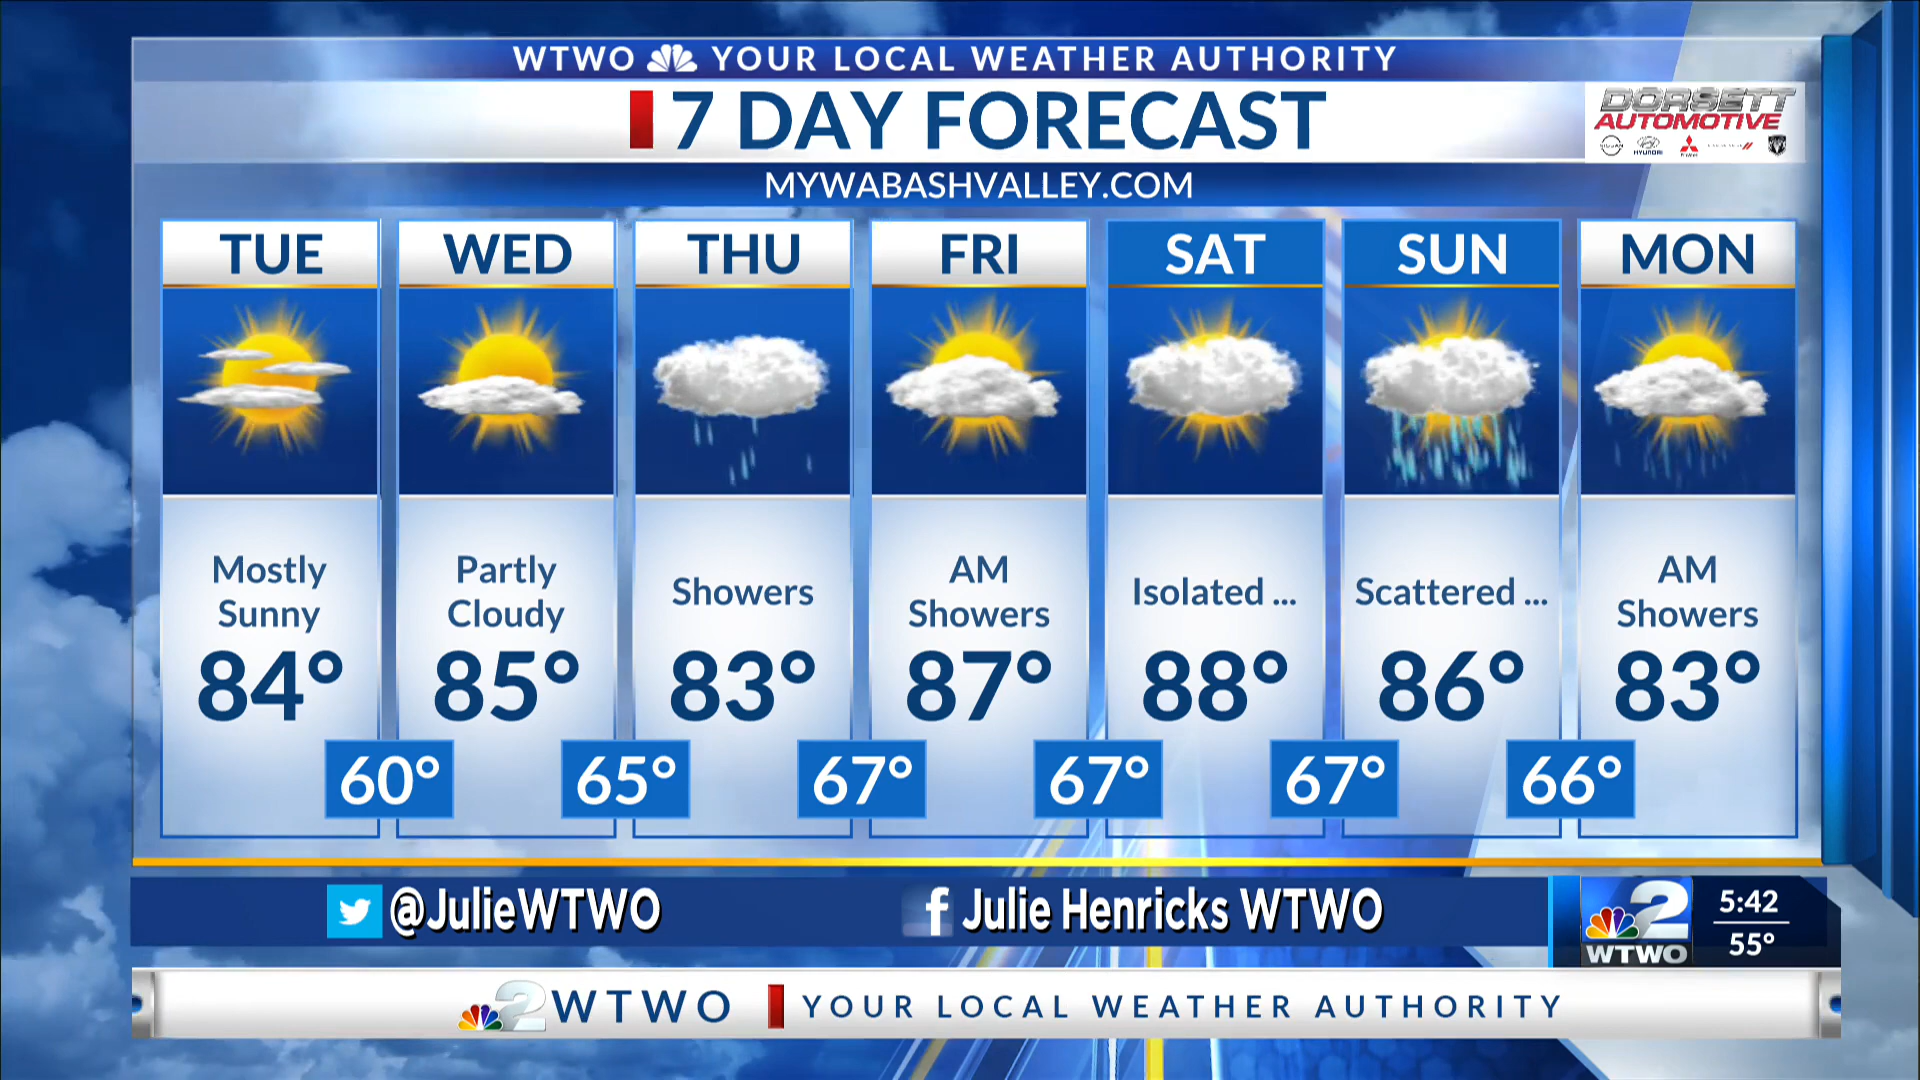 WTWO YOUR LOCAL WEATHER AUTHORITY
7 DAY FORECAST
DORSETT
AUTOMOTIVE
HYUNDAI
MYWABASHVALLEY.COM
TUE
WED
THU
FRI
SAT
SUN
MON
Mostly
Sunny
Partly
Cloudy
Showers
AM
Showers
Isolated ...
Scattered ...
AM
Showers
84°
85°
83°
87°
88°
86°
83°
60°
65°
67°
67°
67°
66°
@JulieWTWO
Julie Henricks WTWO
2
WTWO
5:42
55°
2 WTWO YOUR LOCAL WEATHER AUTHORITY